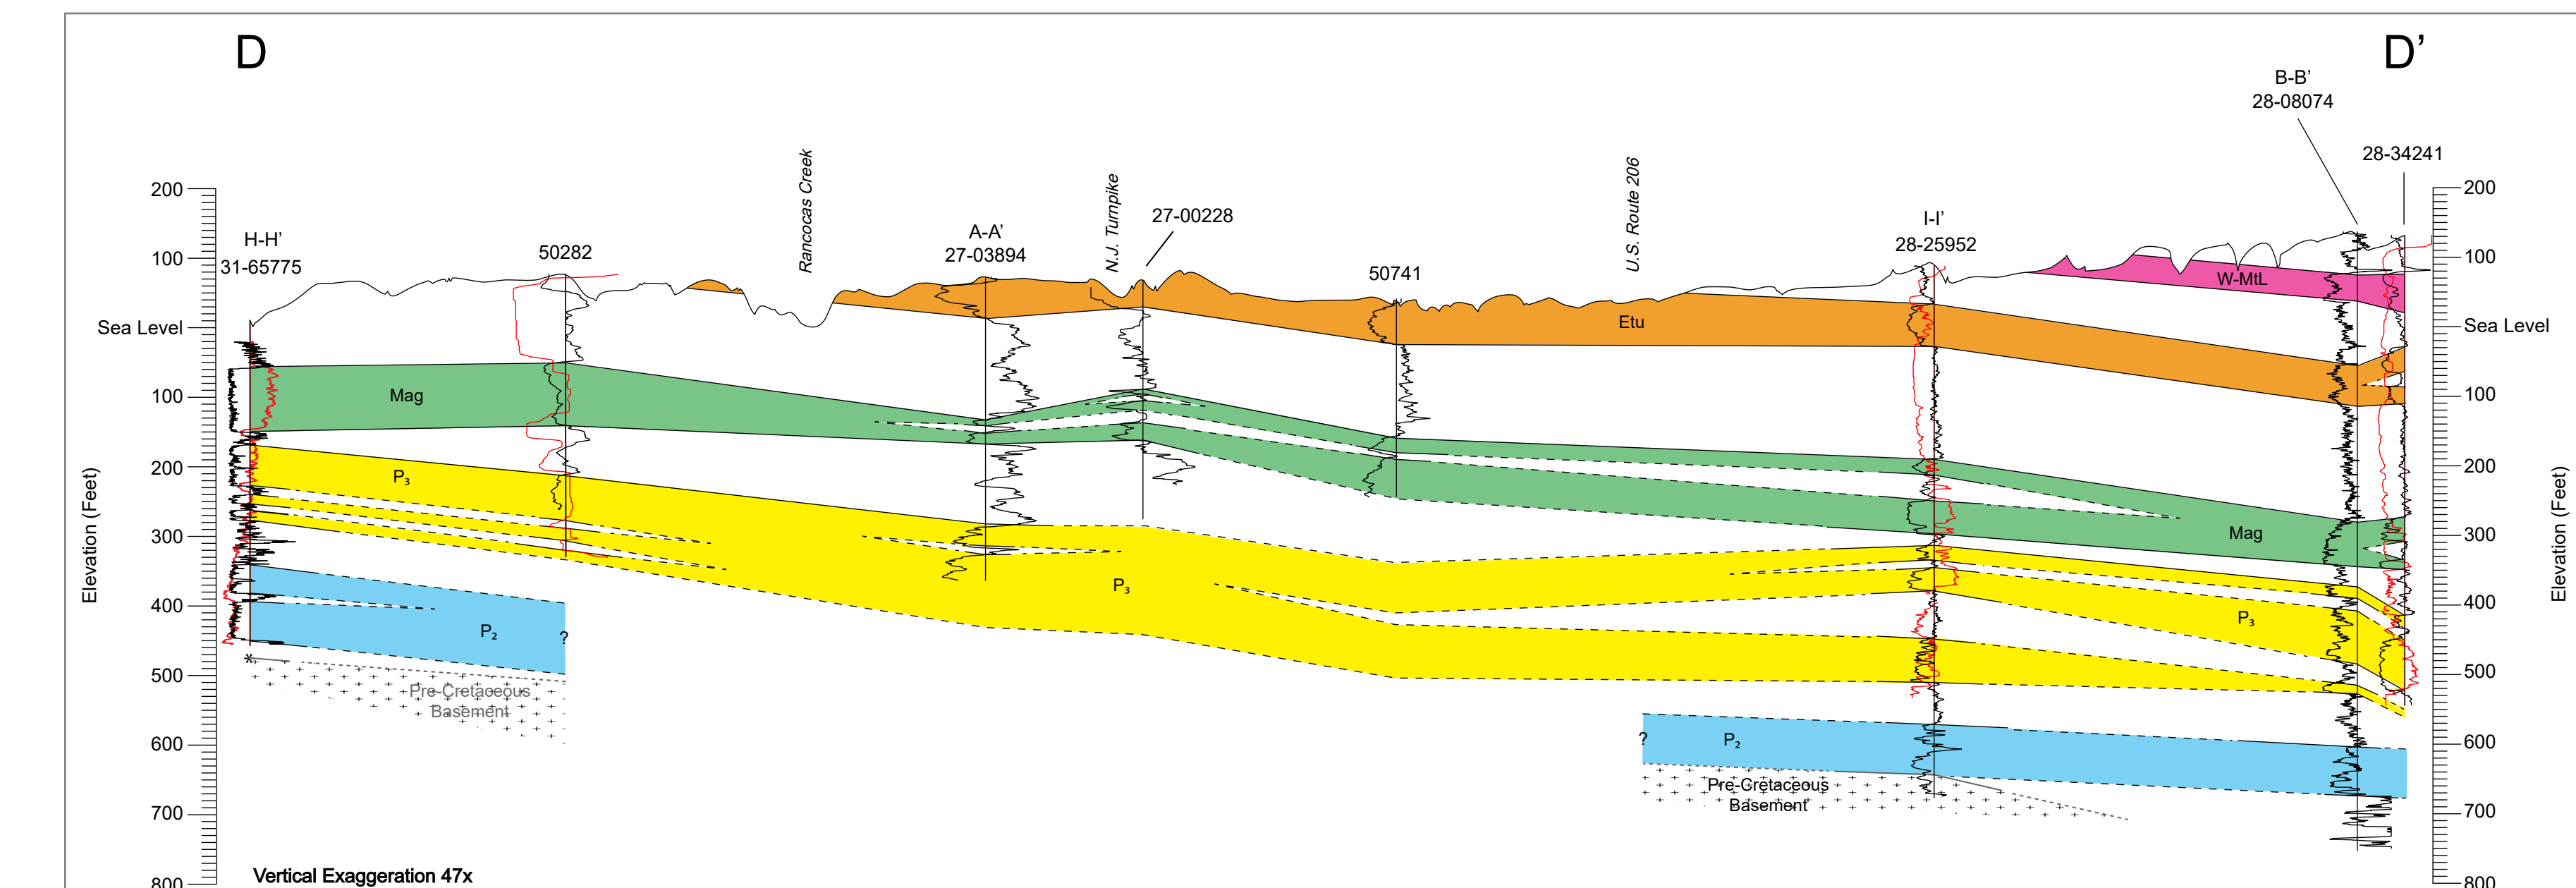 D
D’
B-B’
28-08074
28-34241
Rancocas Creek
N.J. Turnpike
U.S. Route 206
200
200
27-00228
H-H’
31-65775
50282
A-A’
27-03894
I-I’
28-25952
100
100
50741
W-MtL
Sea Level
Etu
Sea Level
100
Mag
100
200
P₃
200
Elevation (Feet)
Elevation (Feet)
300
Mag
300
P₃
400
400
P₂
?
P₃
500
Pre-Cretaceous
Basement
500
600
?
P₂
600
Pre-Cretaceous
Basement
700
700
*
Vertical Exaggeration 47x
800
800